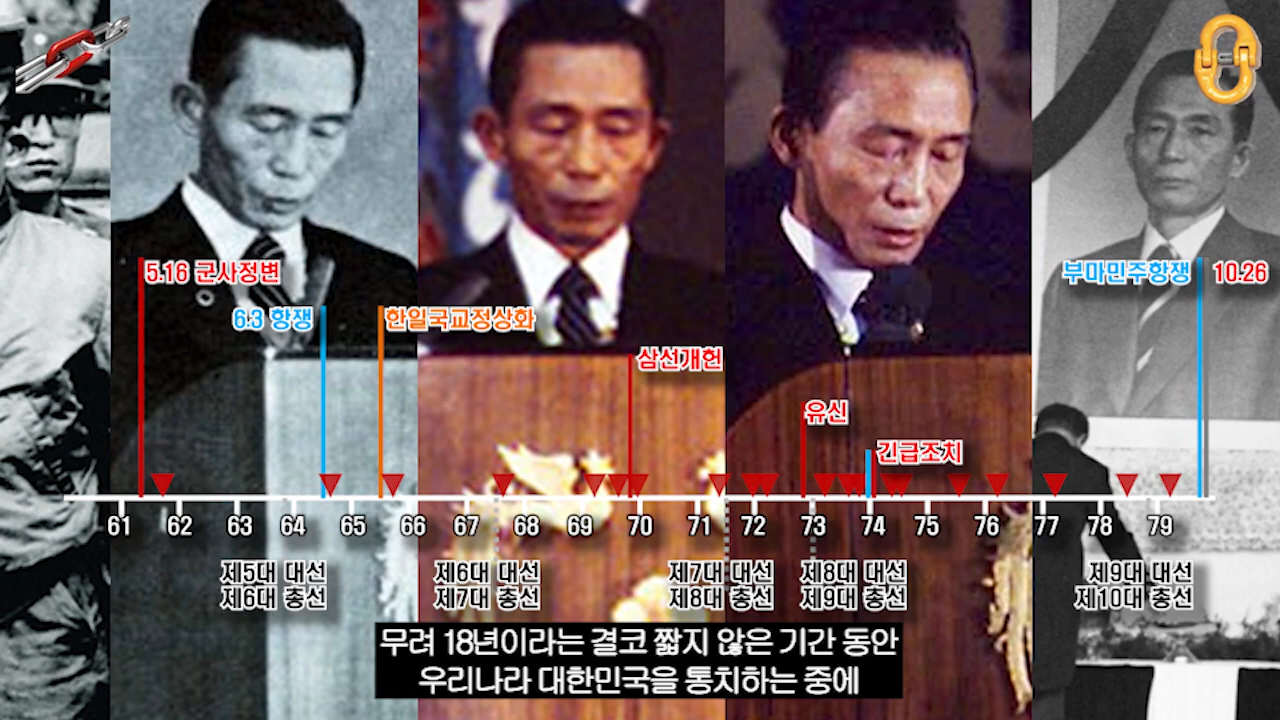 5.16 군사정변
부마민주항쟁 10.26
6.3 항쟁
한일국교정상화
삼선개헌
유신
긴급조치
61 62 63 64 65 66 67 68 69 70 71 72 73 74 75 76 77 78 79
제5대 대선 제6대 대선 제7대 대선 제8대 대선 제9대 대선
제6대 총선 제7대 총선 제8대 총선 제9대 총선 제10대 총선
무려 18년이라는 결코 짧지 않은 기간 동안
우리나라 대한민국을 통치하는 중에